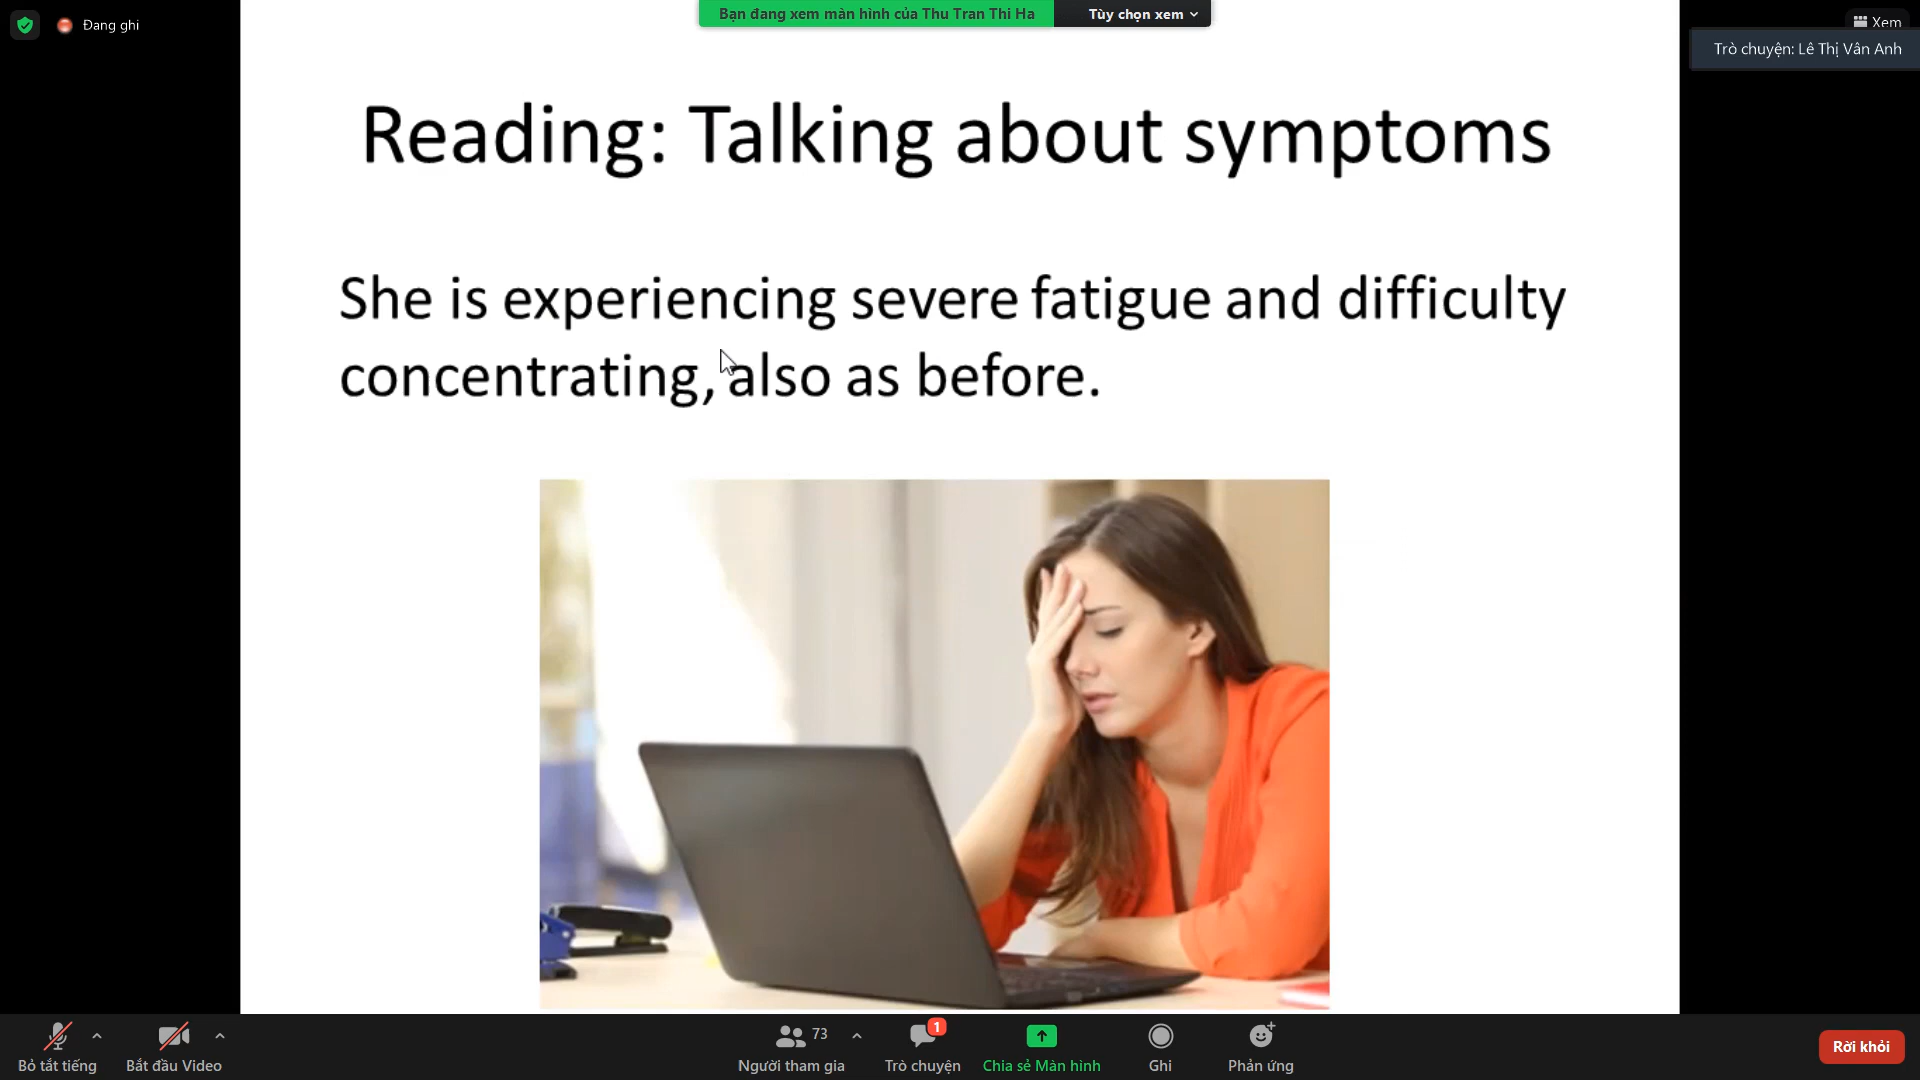 Đang ghi
Bạn đang xem màn hình của Thu Tran Thi Ha
Tùy chọn xem
Xem
Trò chuyện: Lê Thị Vân Anh
Reading: Talking about symptoms
She is experiencing severe fatigue and difficulty
concentrating, also as before.
73
1
Bỏ tắt tiếng
Bắt đầu Video
Người tham gia
Trò chuyện
Chia sẻ Màn hình
Ghi
Phản ứng
Rời khỏi